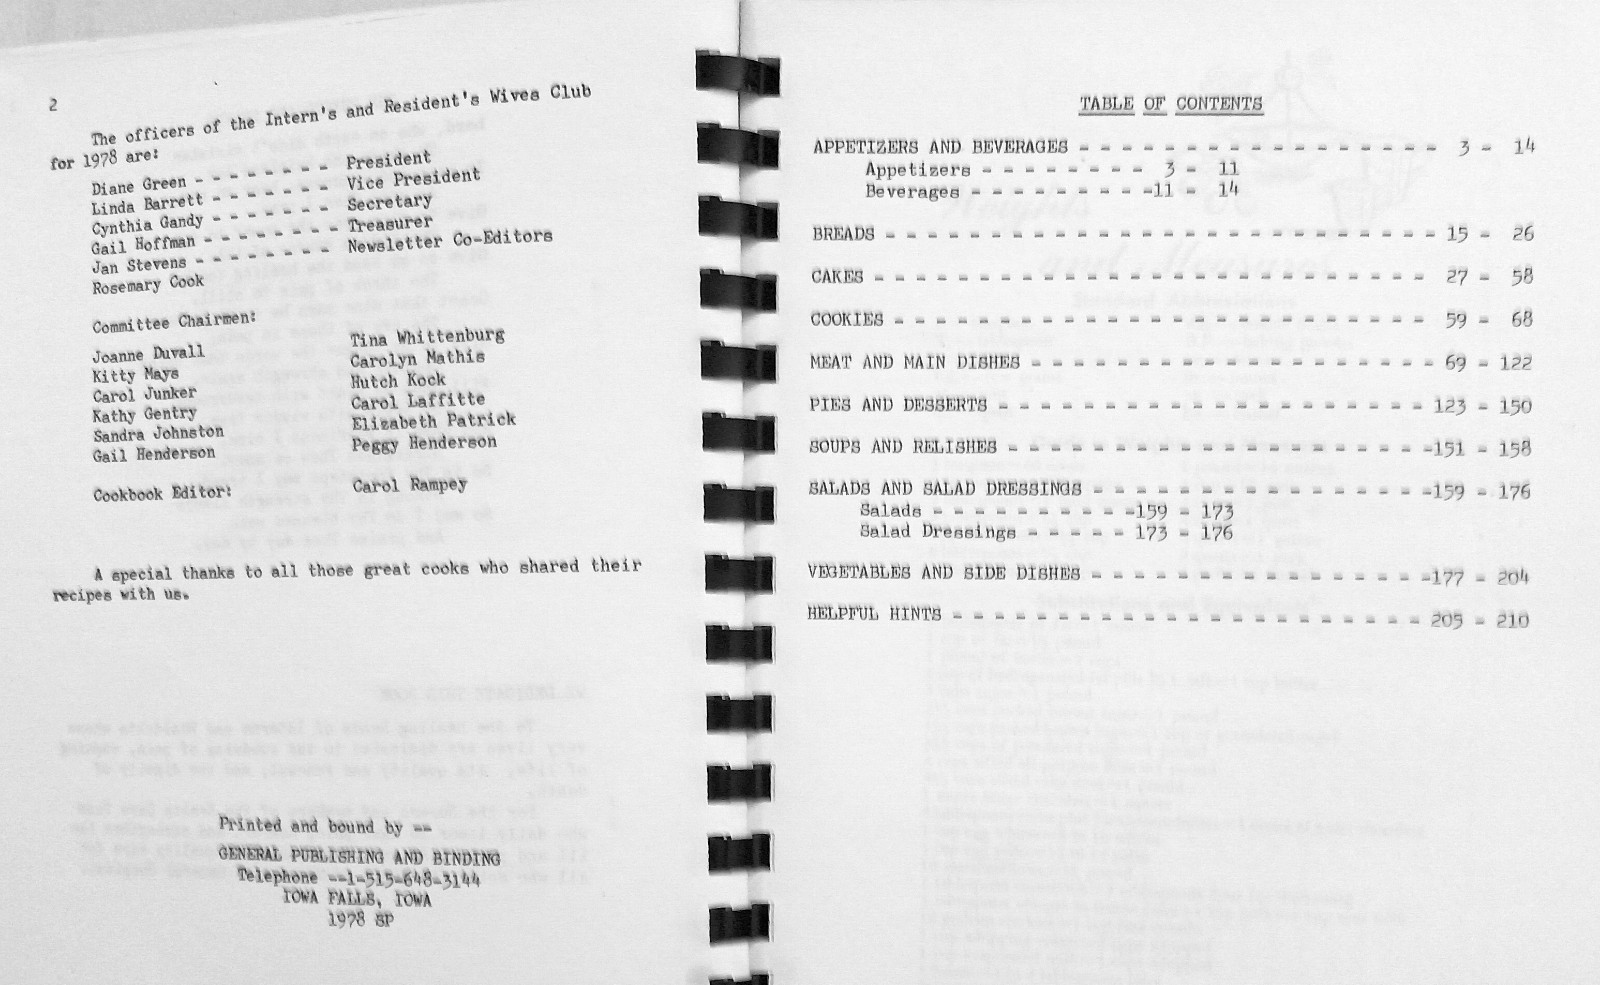 2
The officers of the Intern's and Resident's Wives Club
for 1978 are:
Diane Green - - - - - - - - President
Linda Barrett - - - - - - - Vice President
Cynthia Gandy - - - - - - - Secretary
Gail Hoffman - - - - - - - - Treasurer
Jan Stevens - - - - - - - - Newsletter Co-Editors
Rosemary Cook
Committee Chairmen:
Joanne Duvall Tina Whittenburg
Kitty Mays Carolyn Mathis
Carol Junker Hutch Kock
Kathy Gentry Carol Laffitte
Sandra Johnston Elizabeth Patrick
Gail Henderson Peggy Henderson
Cookbook Editor: Carol Rampey
A special thanks to all those great cooks who shared their
recipes with us.
Printed and bound by --
GENERAL PUBLISHING AND BINDING
Telephone --1-515-648-3144
IOWA FALLS, IOWA
1978 SP
TABLE OF CONTENTS
APPETIZERS AND BEVERAGES - - - - - - - - - - - - - - - - - 3 - 14
Appetizers - - - - - - - - 3 - 11
Beverages - - - - - - - - -11 - 14
BREADS - - - - - - - - - - - - - - - - - - - - - - - - - - 15 - 26
CAKES - - - - - - - - - - - - - - - - - - - - - - - - - - 27 - 58
COOKIES - - - - - - - - - - - - - - - - - - - - - - - - - 59 - 68
MEAT AND MAIN DISHES - - - - - - - - - - - - - - - - - - - 69 - 122
PIES AND DESSERTS - - - - - - - - - - - - - - - - - - - - 123 - 150
SOUPS AND RELISHES - - - - - - - - - - - - - - - - - - - -151 - 158
SALADS AND SALAD DRESSINGS - - - - - - - - - - - - - - - -159 - 176
Salads - - - - - - - - - -159 - 173
Salad Dressings - - - - - 173 - 176
VEGETABLES AND SIDE DISHES - - - - - - - - - - - - - - - -177 - 204
HELPFUL HINTS - - - - - - - - - - - - - - - - - - - - - - 205 - 210